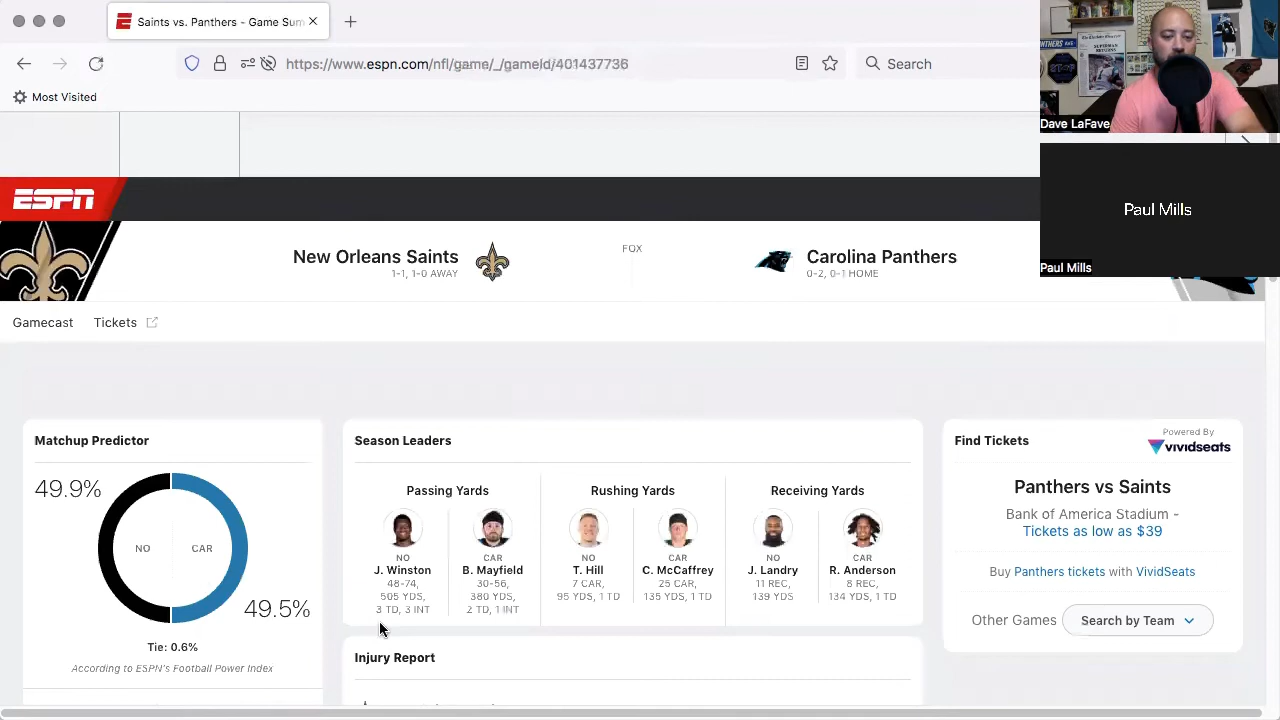 Saints vs. Panthers - Game Sum
https://www.espn.com/nfl/game/_/gameId/401437736
Search
Most Visited
Dave LaFave
Paul Mills
Paul Mills
ESPN
New Orleans Saints
1-1, 1-0 AWAY
FOX
Carolina Panthers
0-2, 0-1 HOME
Gamecast
Tickets
Matchup Predictor
49.9%
NO
CAR
49.5%
Tie: 0.6%
According to ESPN's Football Power Index
Season Leaders
Passing Yards
NO
J. Winston
48-74,
505 YDS,
3 TD, 3 INT
CAR
B. Mayfield
30-56,
380 YDS,
2 TD, 1 INT
Rushing Yards
NO
T. Hill
7 CAR,
95 YDS, 1 TD
CAR
C. McCaffrey
25 CAR,
135 YDS, 1 TD
Receiving Yards
NO
J. Landry
11 REC,
139 YDS
CAR
R. Anderson
8 REC,
134 YDS, 1 TD
Injury Report
Find Tickets
Powered By
vividseats
Panthers vs Saints
Bank of America Stadium -
Tickets as low as $39
Buy Panthers tickets with VividSeats
Other Games
Search by Team